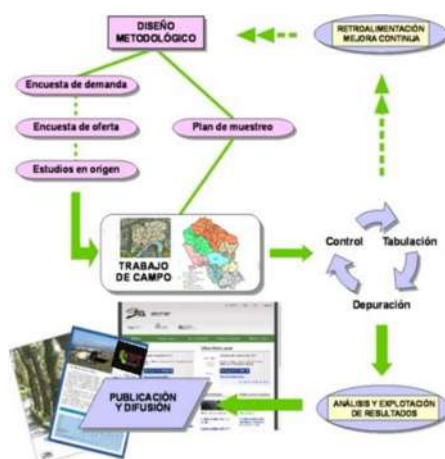 DISEÑO
METODOLÓGICO
RETROALIMENTACIÓN
MEJORA CONTINUA
Encuesta de demanda
Encuesta de oferta
Plan de muestreo
Estudios en origen
TRABAJO
DE CAMPO
Control
Tabulación
Depuración
PUBLICACIÓN
Y DIFUSIÓN
ANÁLISIS Y EXPLOTACIÓN
DE RESULTADOS